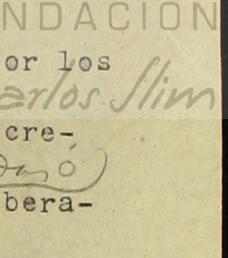 NDACION
or los
arlos Slim
cre-
bera-